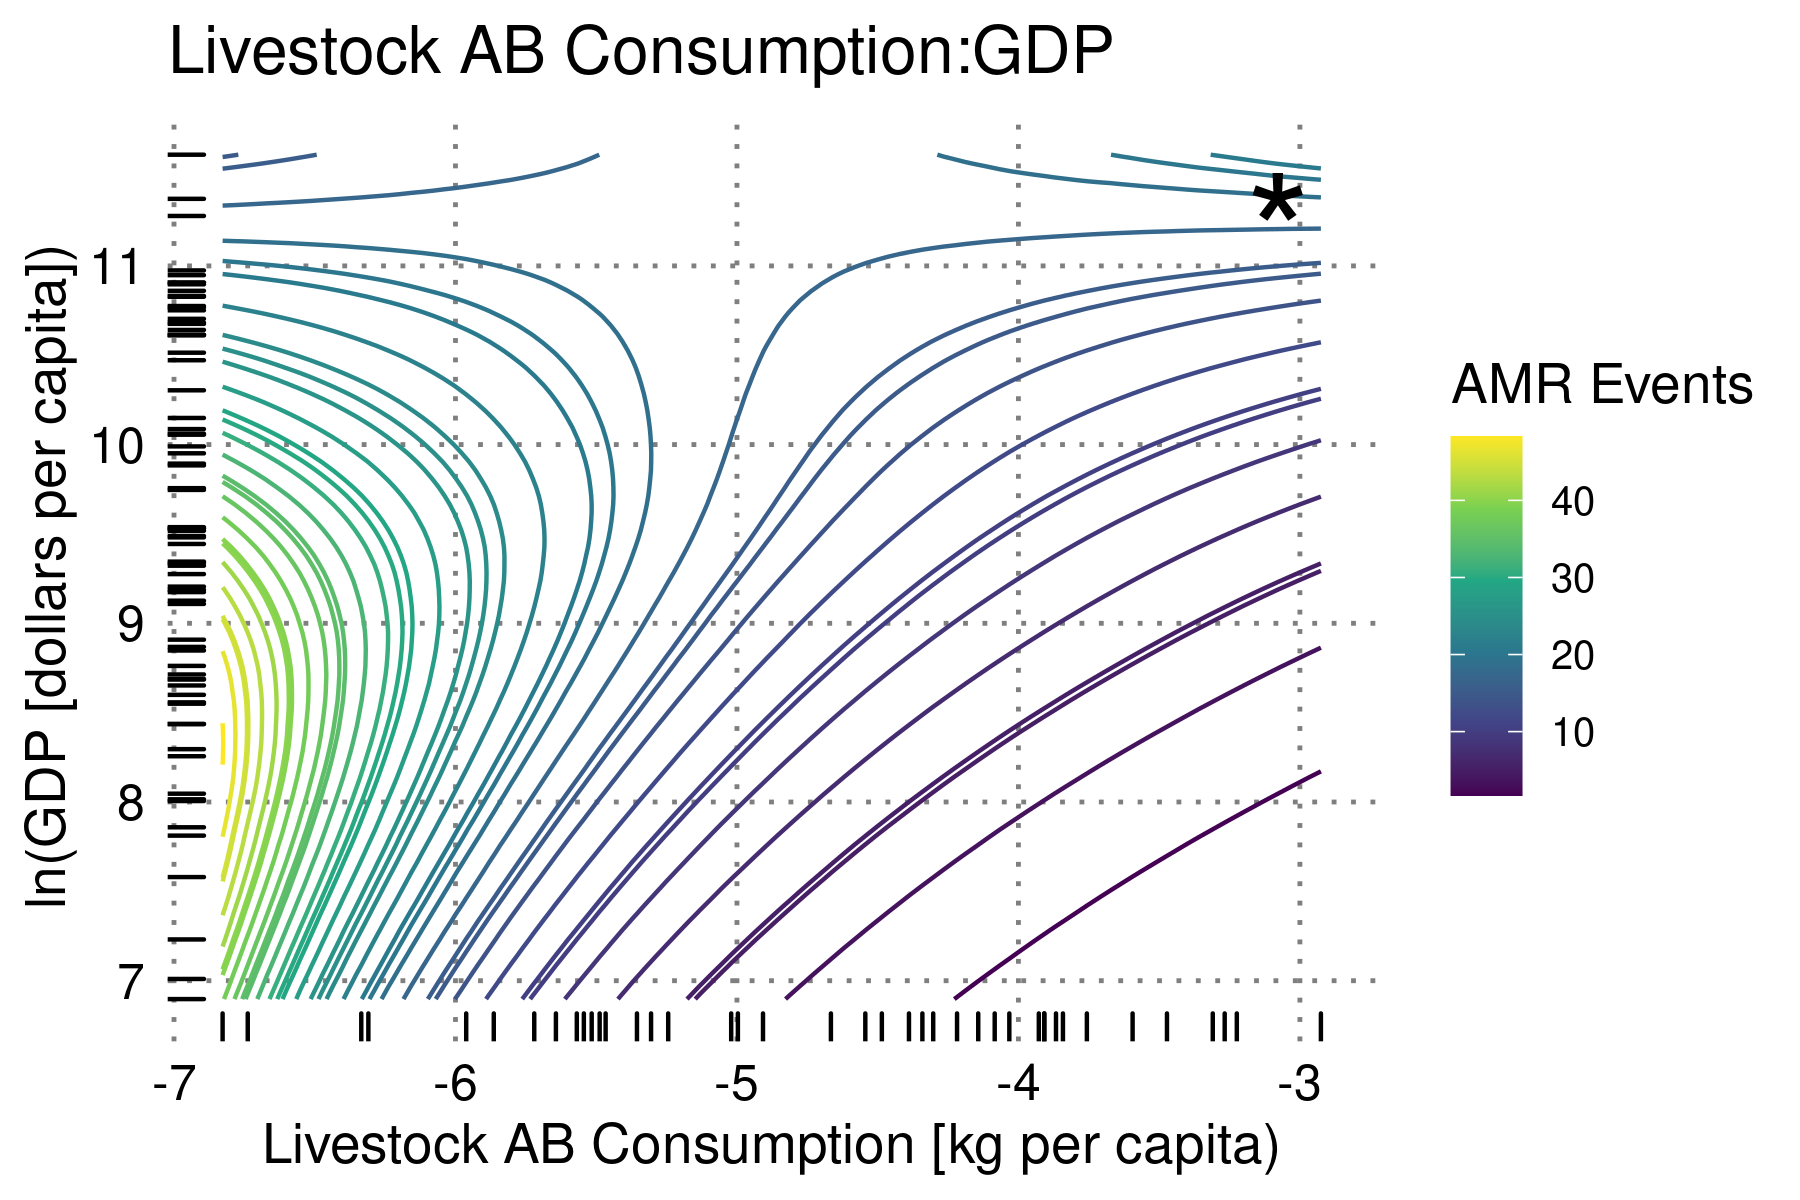 Livestock AB Consumption:GDP
*
ln(GDP [dollars per capita])
11
10
9
8
7
-7 -6 -5 -4 -3
Livestock AB Consumption [kg per capita)
AMR Events
40
30
20
10